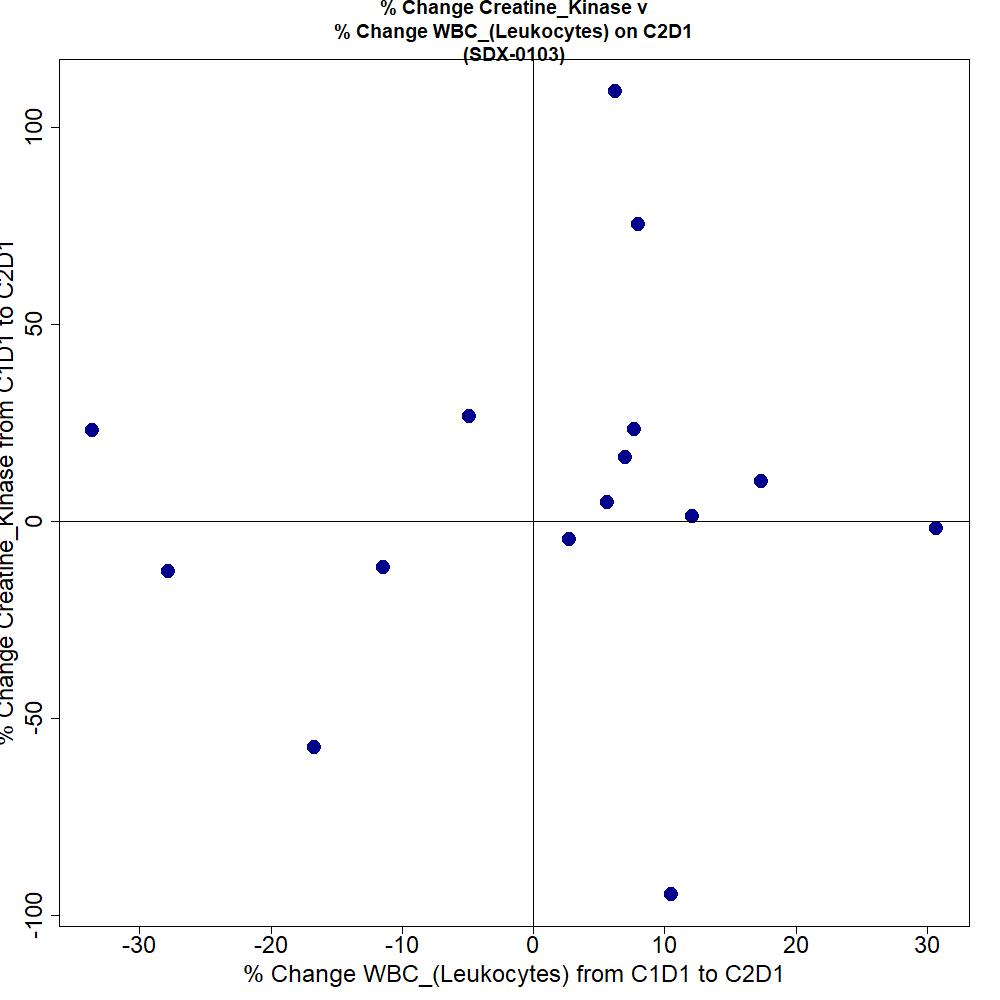 % Change Creatine_Kinase v
% Change WBC_(Leukocytes) on C2D1
(SDX-0103)
% Change Creatine_Kinase from C1D1 to C2D1
100
50
0
-50
-100
-30 -20 -10 0 10 20 30
% Change WBC_(Leukocytes) from C1D1 to C2D1